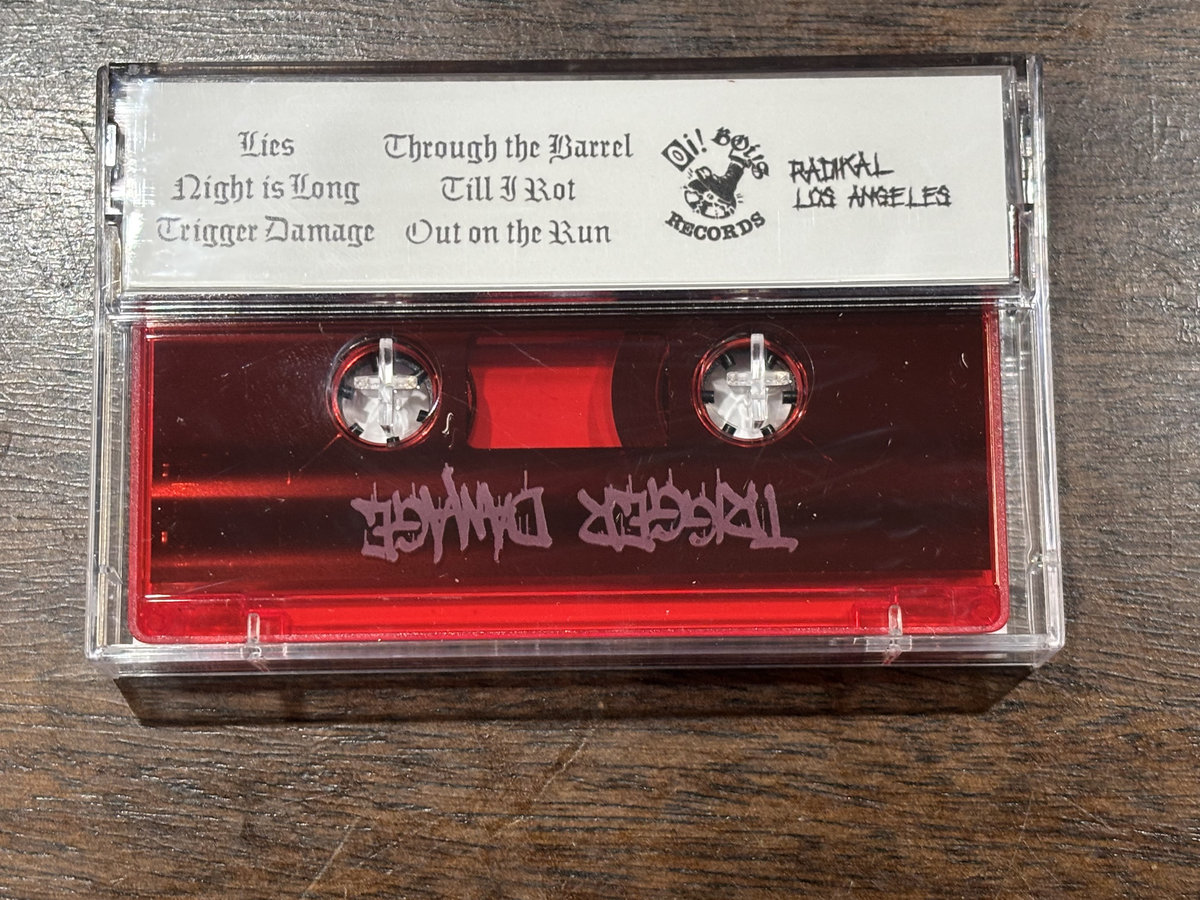 Lies
Night is Long
Trigger Damage
Through the Barrel
Till I Rot
Out on the Run
Oi! BOYS
RECORDS
RADIKAL
LOS ANGELES
TRIGGER DAMAGE